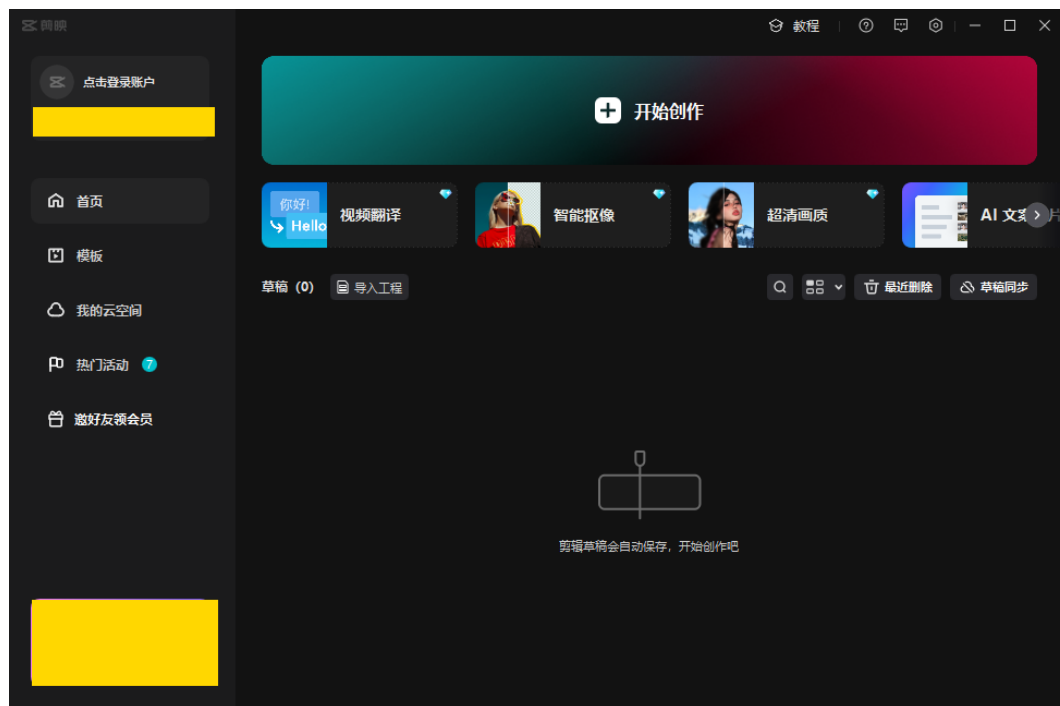 剪映
教程
点击登录账户
开始创作
首页
模板
我的云空间
热门活动 7
邀好友领会员
你好!
Hello
视频翻译
智能抠像
超清画质
AI 文案
片
草稿 (0)
导入工程
最近删除
草稿同步
剪辑草稿会自动保存，开始创作吧